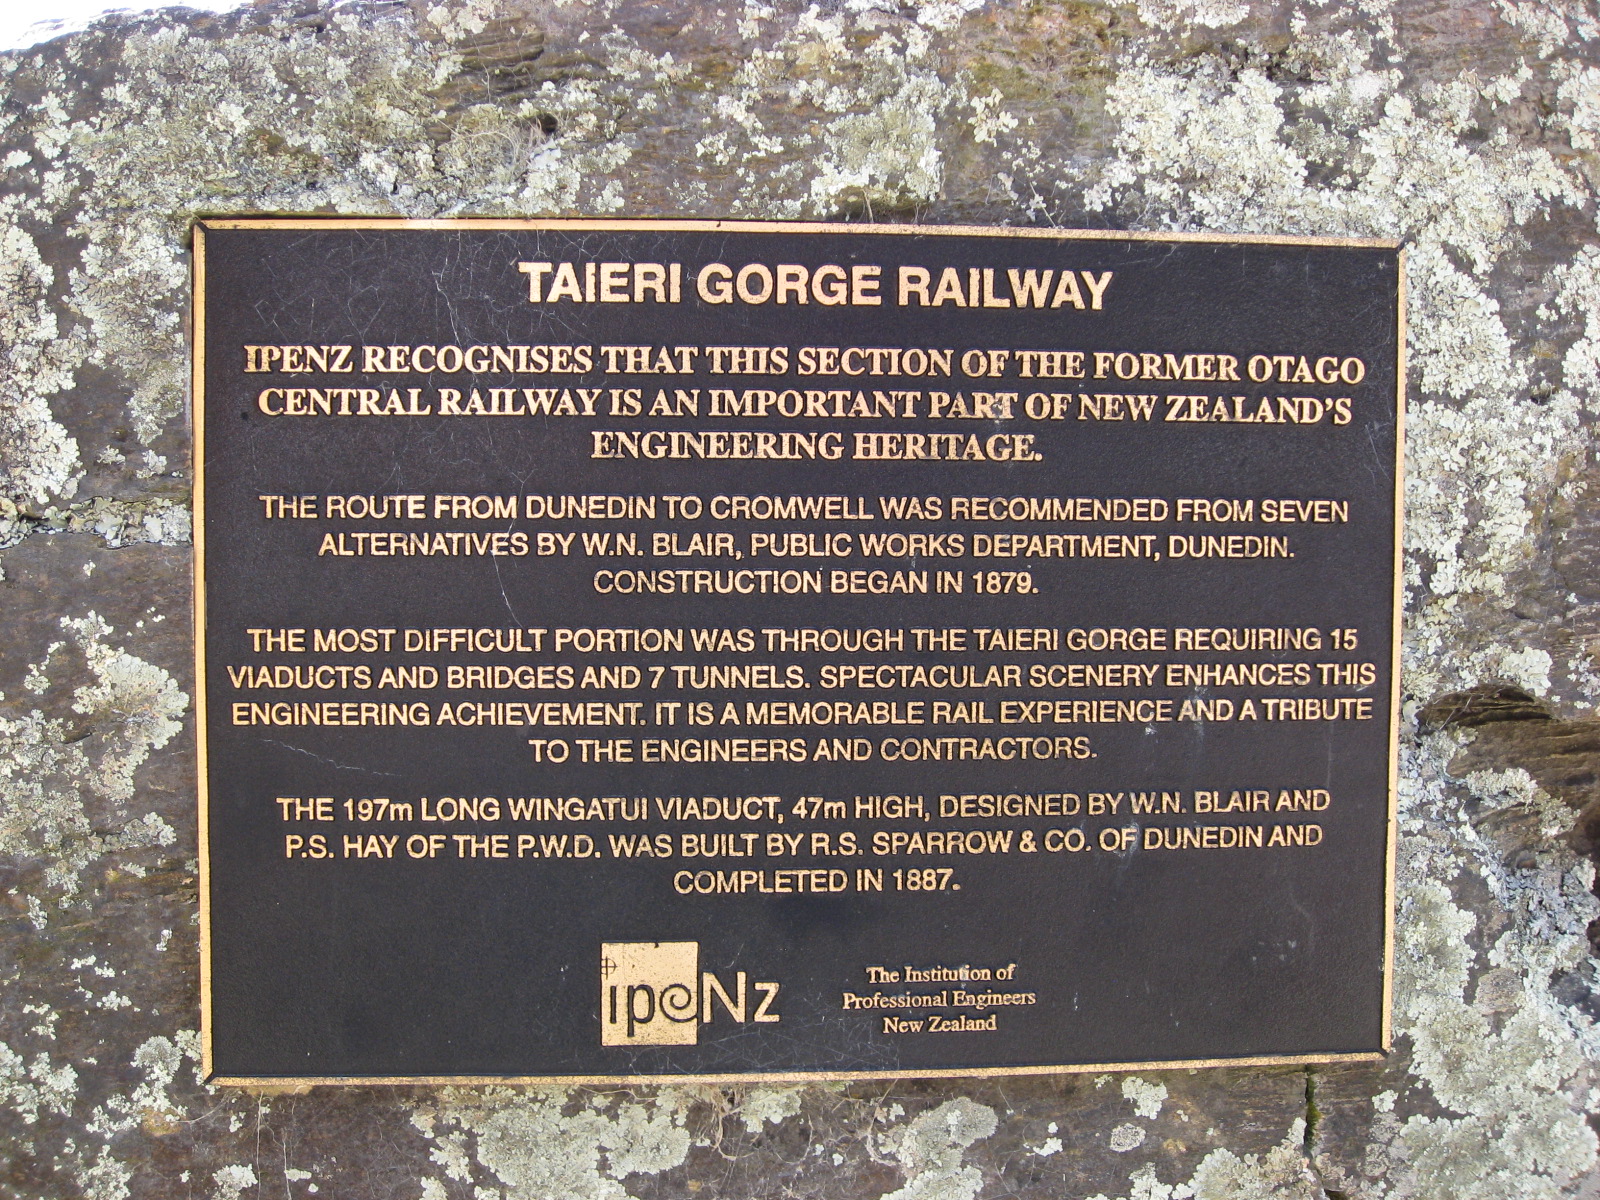 TAIERI GORGE RAILWAY
IPENZ RECOGNISES THAT THIS SECTION OF THE FORMER OTAGO
CENTRAL RAILWAY IS AN IMPORTANT PART OF NEW ZEALAND'S
ENGINEERING HERITAGE.
THE ROUTE FROM DUNEDIN TO CROMWELL WAS RECOMMENDED FROM SEVEN
ALTERNATIVES BY W.N. BLAIR, PUBLIC WORKS DEPARTMENT, DUNEDIN.
CONSTRUCTION BEGAN IN 1879.
THE MOST DIFFICULT PORTION WAS THROUGH THE TAIERI GORGE REQUIRING 15
VIADUCTS AND BRIDGES AND 7 TUNNELS. SPECTACULAR SCENERY ENHANCES THIS
ENGINEERING ACHIEVEMENT. IT IS A MEMORABLE RAIL EXPERIENCE AND A TRIBUTE
TO THE ENGINEERS AND CONTRACTORS.
THE 197m LONG WINGATUI VIADUCT, 47m HIGH, DESIGNED BY W.N. BLAIR AND
P.S. HAY OF THE P.W.D. WAS BUILT BY R.S. SPARROW & CO. OF DUNEDIN AND
COMPLETED IN 1887.
ipeNz
The Institution of
Professional Engineers
New Zealand